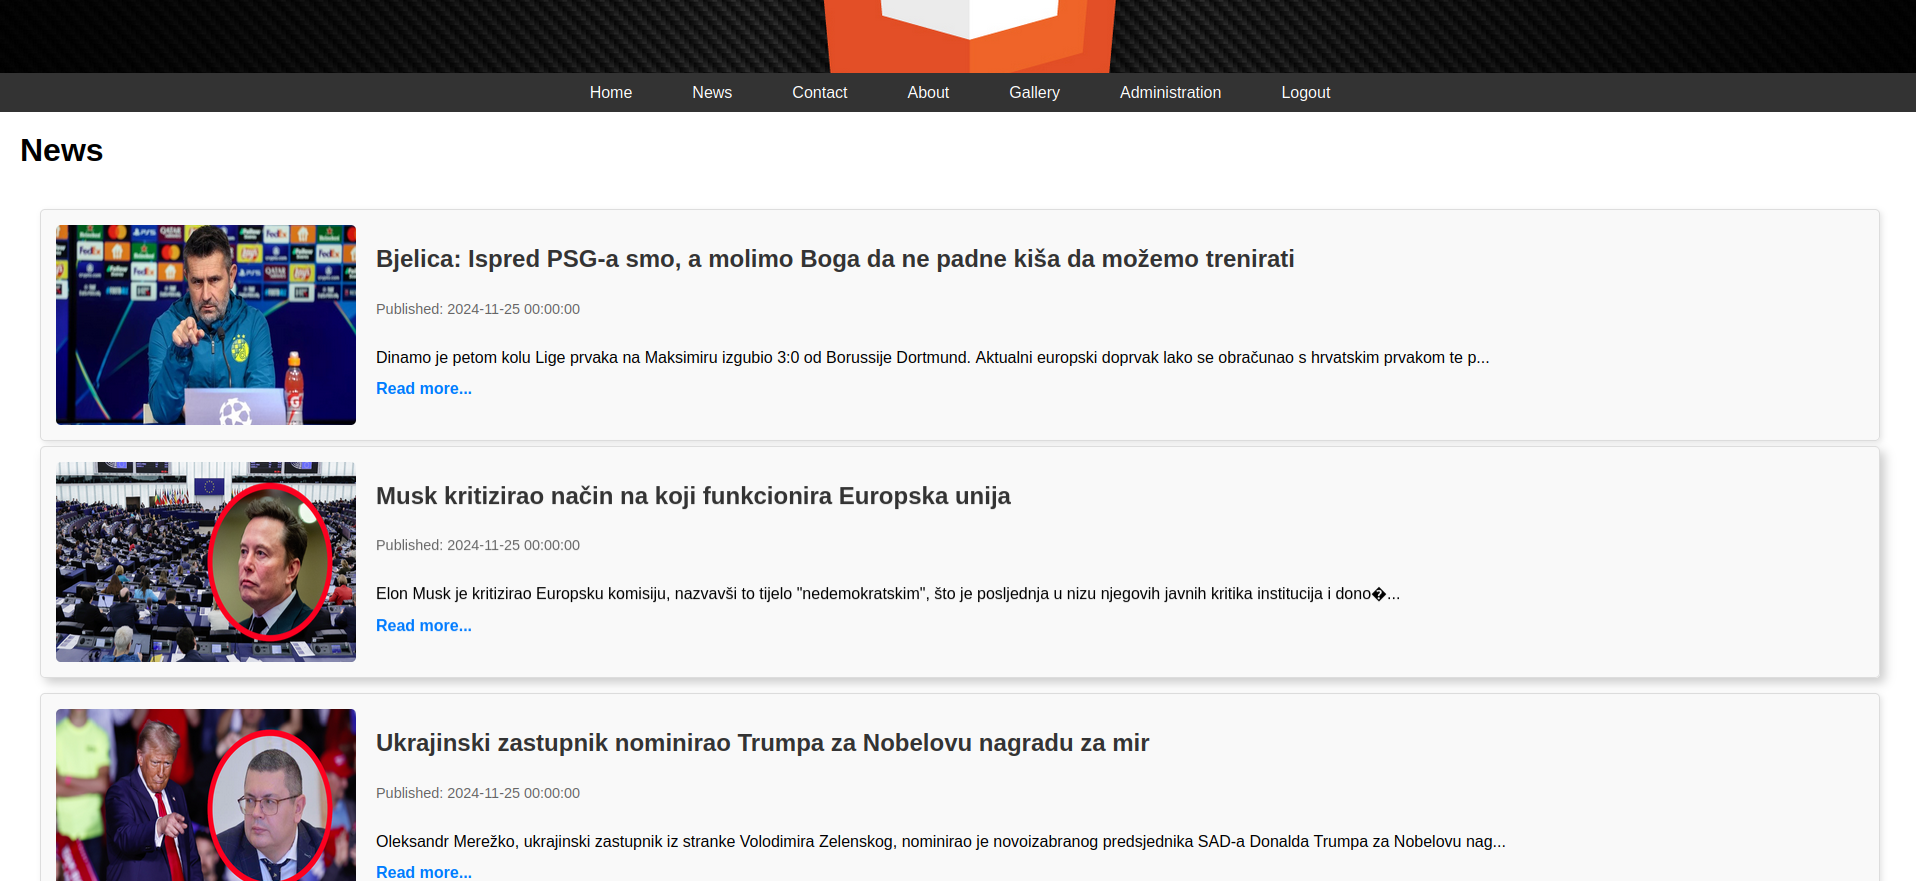 Home News Contact About Gallery Administration Logout
News
Bjelica: Ispred PSG-a smo, a molimo Boga da ne padne kiša da možemo trenirati
Published: 2024-11-25 00:00:00
Dinamo je petom kolu Lige prvaka na Maksimiru izgubio 3:0 od Borussije Dortmund. Aktualni europski doprvak lako se obračunao s hrvatskim prvakom te p...
Read more...
Musk kritizirao način na koji funkcionira Europska unija
Published: 2024-11-25 00:00:00
Elon Musk je kritizirao Europsku komisiju, nazvavši to tijelo "nedemokratskim", što je posljednja u nizu njegovih javnih kritika institucija i dono�...
Read more...
Ukrajinski zastupnik nominirao Trumpa za Nobelovu nagradu za mir
Published: 2024-11-25 00:00:00
Oleksandr Merežko, ukrajinski zastupnik iz stranke Volodimira Zelenskog, nominirao je novoizabranog predsjednika SAD-a Donalda Trumpa za Nobelovu nag...
Read more...